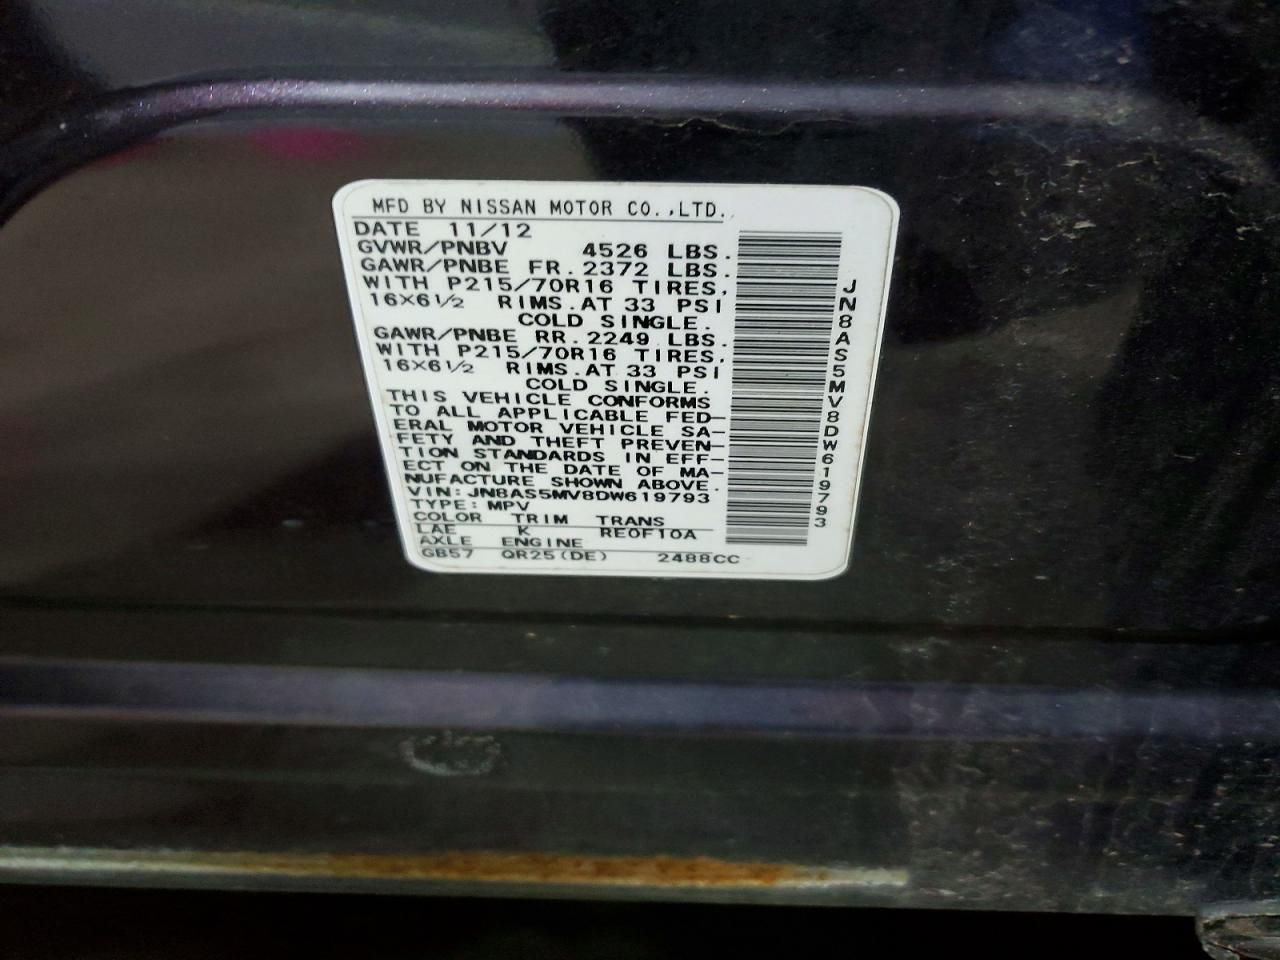 MFD BY NISSAN MOTOR CO.,LTD.
DATE 11/12
GVWR/PNBV 4526 LBS.
GAWR/PNBE FR. 2372 LBS.
WITH P215/70R16 TIRES,
16×6½ RIMS.AT 33 PSI
COLD SINGLE.
GAWR/PNBE RR. 2249 LBS.
WITH P215/70R16 TIRES,
16×6½ RIMS.AT 33 PSI
COLD SINGLE.
THIS VEHICLE CONFORMS
TO ALL APPLICABLE FED-
ERAL MOTOR VEHICLE SA-
FETY AND THEFT PREVEN-
TION STANDARDS IN EFF-
ECT ON THE DATE OF MA-
NUFACTURE SHOWN ABOVE.
VIN: JN8AS5MV8DW619793
TYPE: MPV
COLOR TRIM TRANS
LAE K RE0F10A
AXLE ENGINE
GB57 QR25(DE) 2488CC
JN8AS5MV8DW619793